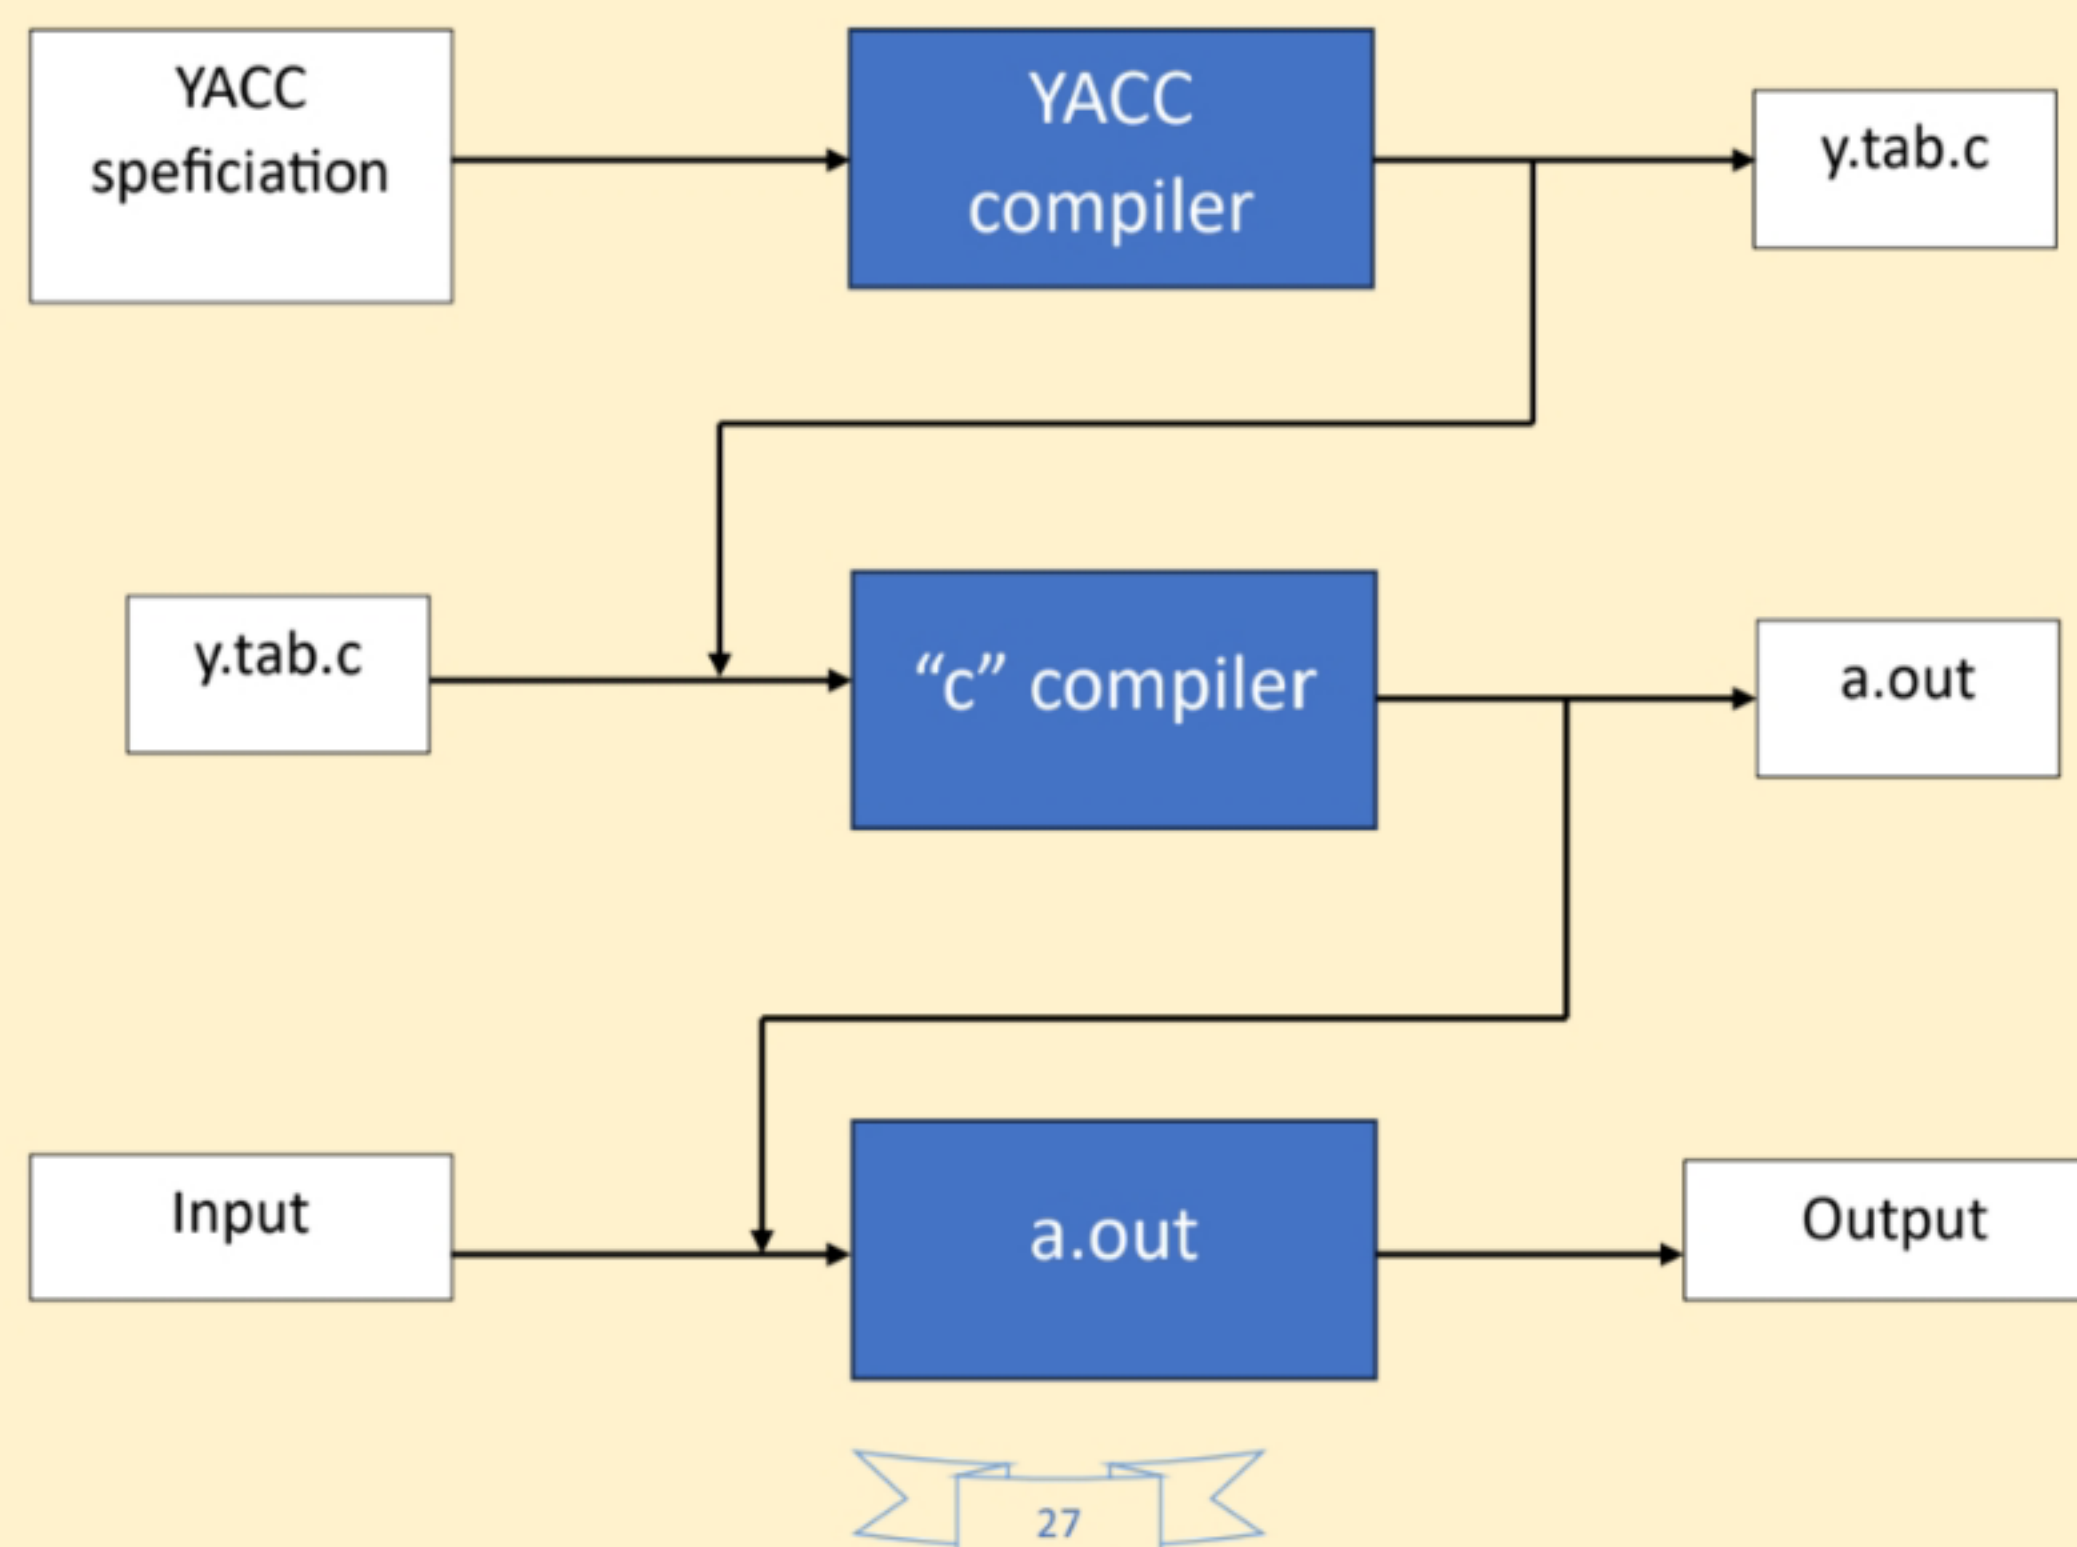 YACC
speficiation
YACC
compiler
y.tab.c
y.tab.c
“c” compiler
a.out
Input
a.out
Output
27